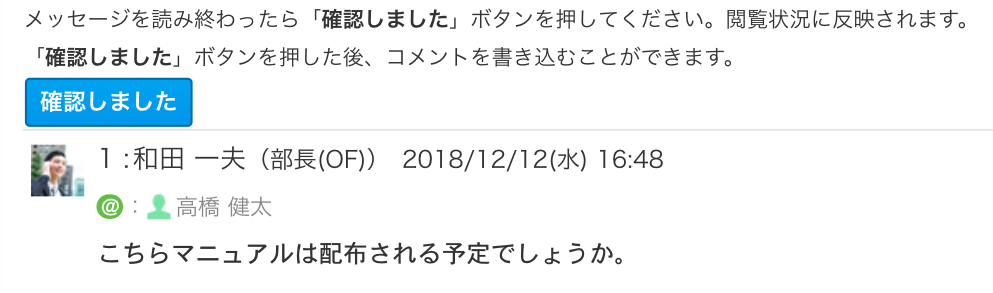 メッセージを読み終わったら「確認しました」ボタンを押してください。閲覧状況に反映されます。
「確認しました」ボタンを押した後、コメントを書き込むことができます。
確認しました
1 :和田 一夫（部長(OF)） 2018/12/12(水) 16:48
@ : 高橋 健太
こちらマニュアルは配布される予定でしょうか。